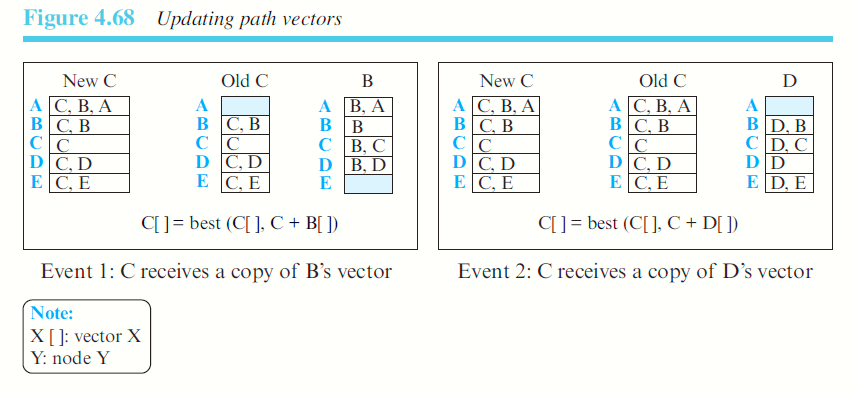 Figure 4.68 Updating path vectors
New C Old C B
A C, B, A A A B, A
B C, B B C, B B B
C C C C C B, C
D C, D D C, D D B, D
E C, E E C, E E
C[ ] = best (C[ ], C + B[ ])
Event 1: C receives a copy of B’s vector
New C Old C D
A C, B, A A C, B, A A
B C, B B C, B B D, B
C C C C C D, C
D C, D D C, D D D
E C, E E C, E E D, E
C[ ] = best (C[ ], C + D[ ])
Event 2: C receives a copy of D’s vector
Note:
X [ ]: vector X
Y: node Y